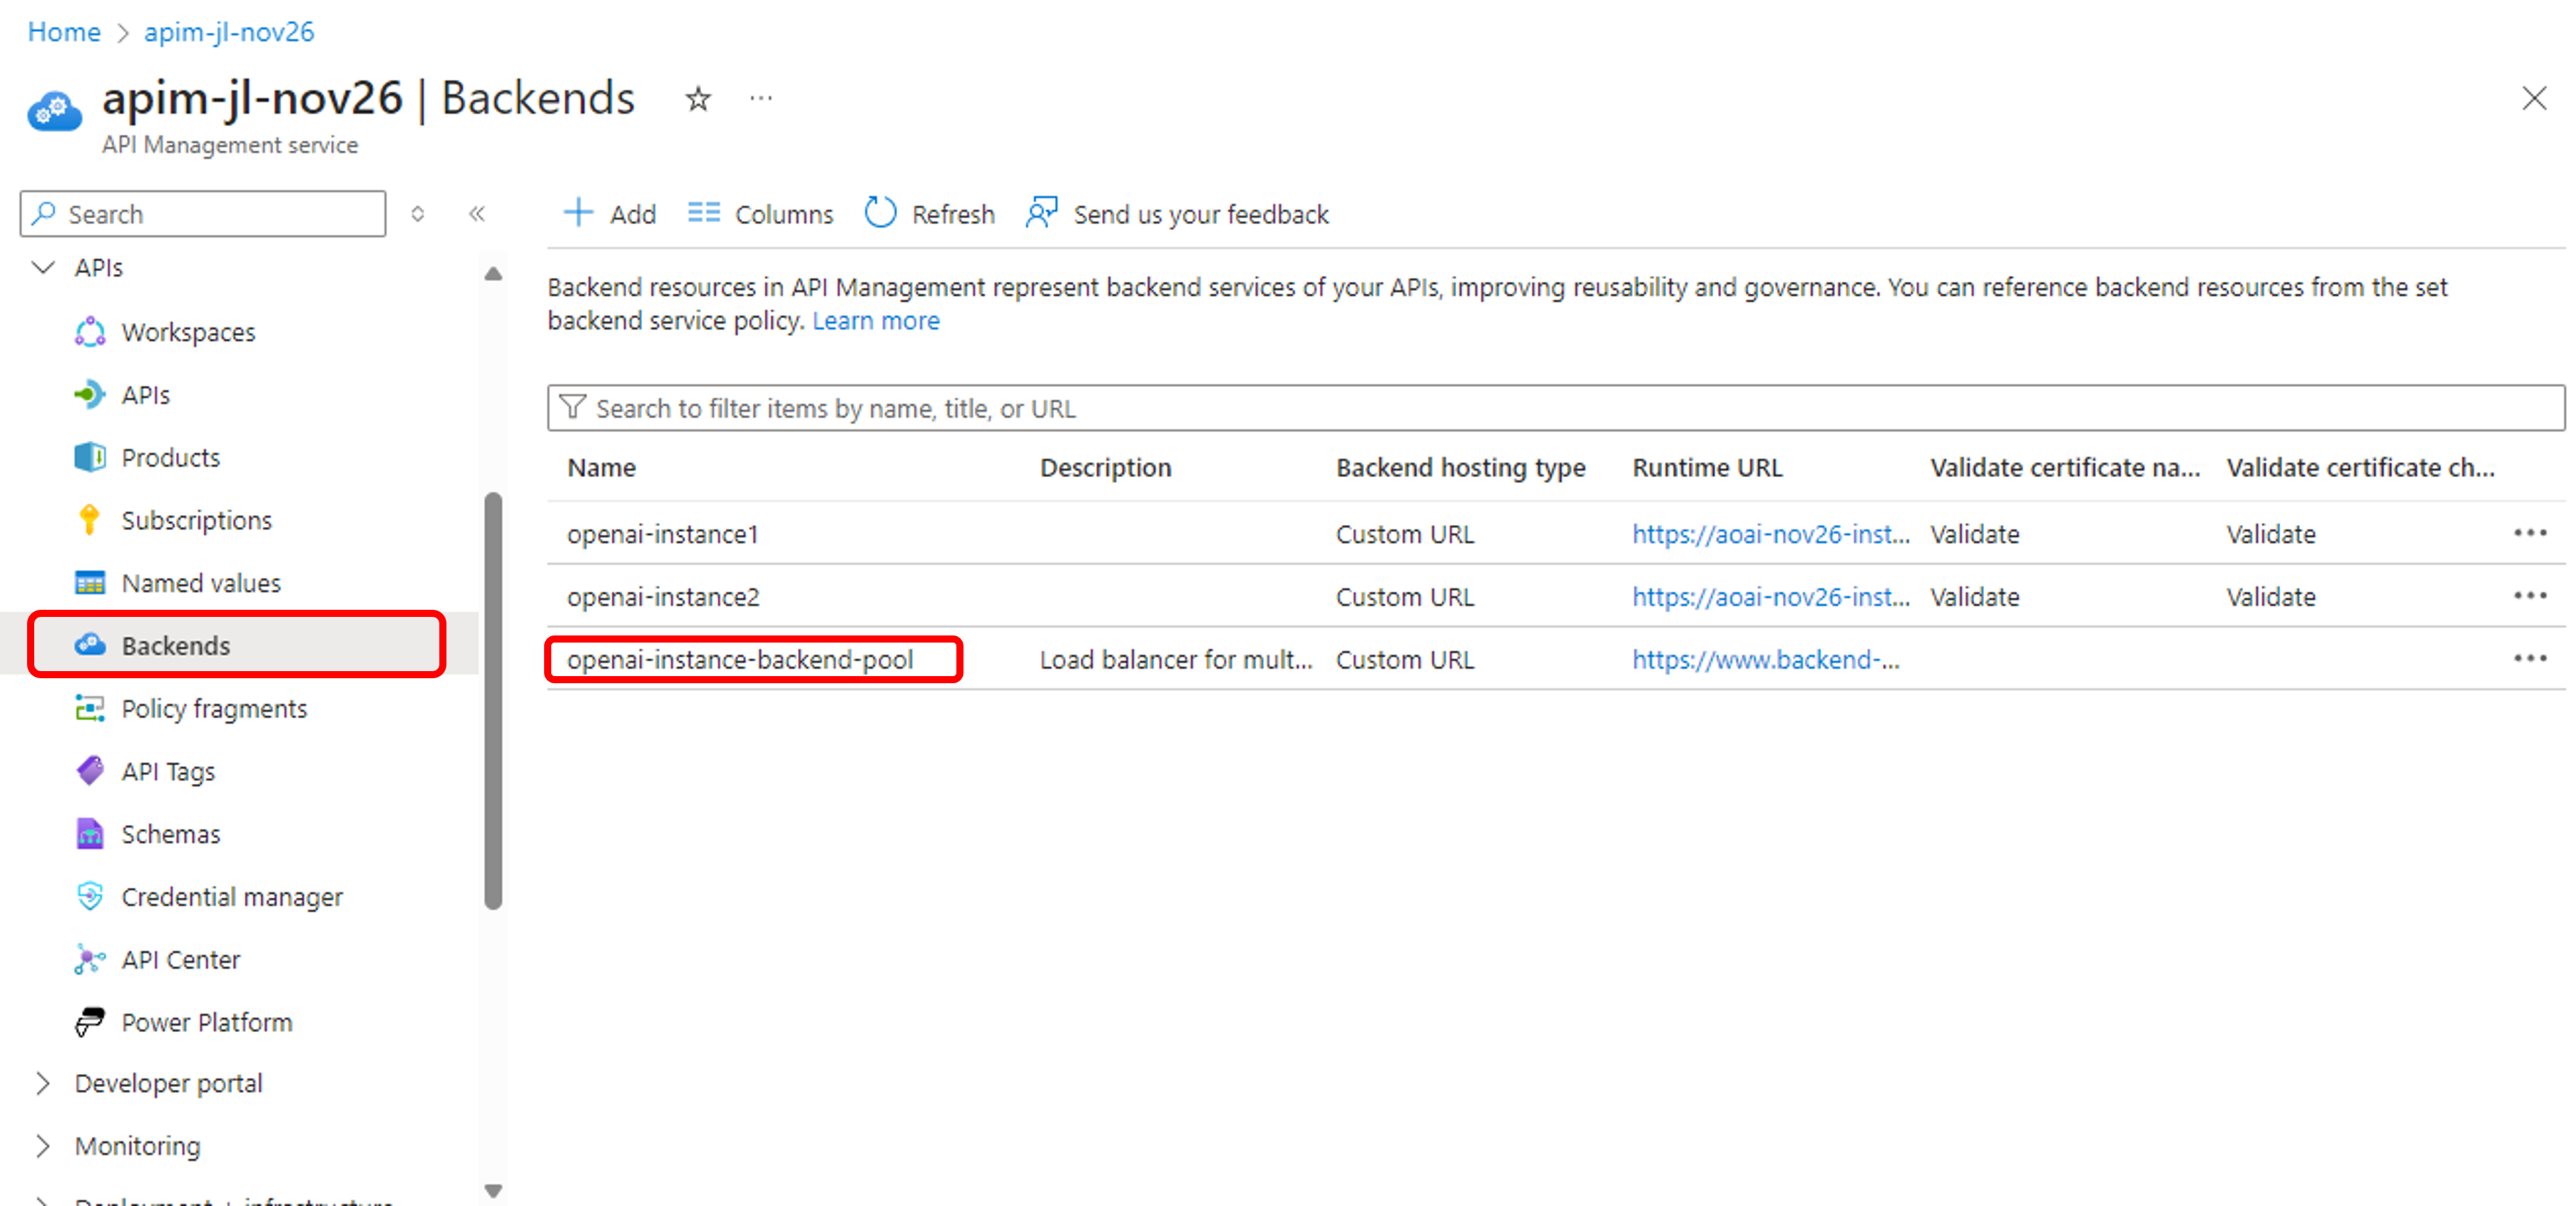 Home > apim-jl-nov26
apim-jl-nov26 | Backends
API Management service
Search
Add Columns Refresh Send us your feedback
APIs
Workspaces
APIs
Products
Subscriptions
Named values
Backends
Policy fragments
API Tags
Schemas
Credential manager
API Center
Power Platform
Developer portal
Monitoring
Deployment + infrastructure
Backend resources in API Management represent backend services of your APIs, improving reusability and governance. You can reference backend resources from the set
backend service policy. Learn more
Search to filter items by name, title, or URL
Name Description Backend hosting type Runtime URL Validate certificate na... Validate certificate ch...
openai-instance1 Custom URL https://aoai-nov26-inst... Validate Validate
openai-instance2 Custom URL https://aoai-nov26-inst... Validate Validate
openai-instance-backend-pool Load balancer for mult... Custom URL https://www.backend-...